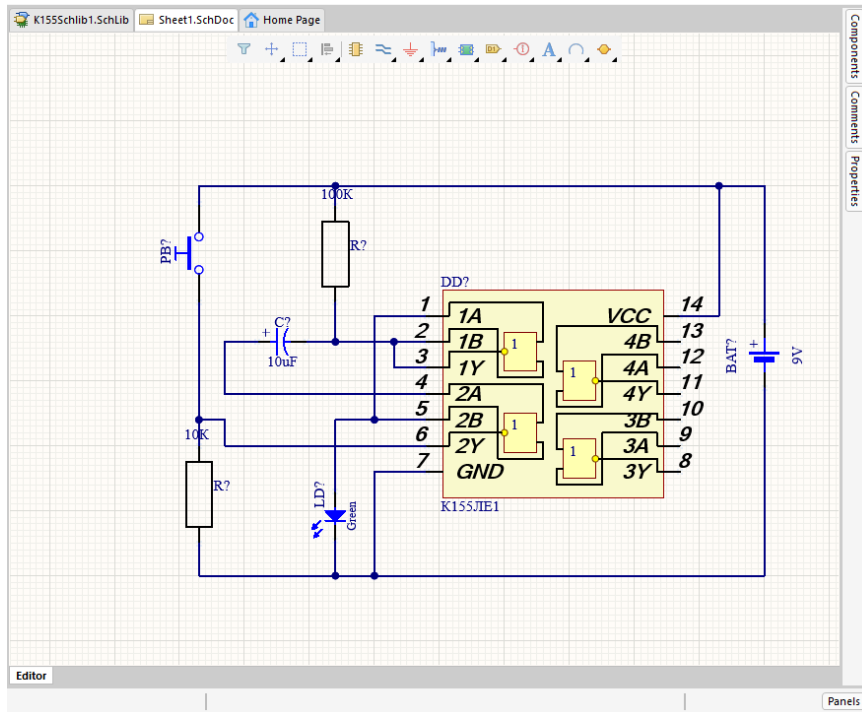 K155Schlib1.SchLib Sheet1.SchDoc Home Page
Components
Comments
Properties
100K
R?
PB?
C?
+
10uF
10K
R?
LD?
Green
DD?
1 1A
2 1B
3 1Y
4 2A
5 2B
6 2Y
7 GND
1
1
1
1
VCC 14
4B 13
4A 12
4Y 11
3B 10
3A 9
3Y 8
К155ЛЕ1
BAT?
+
9V
Editor
Panels